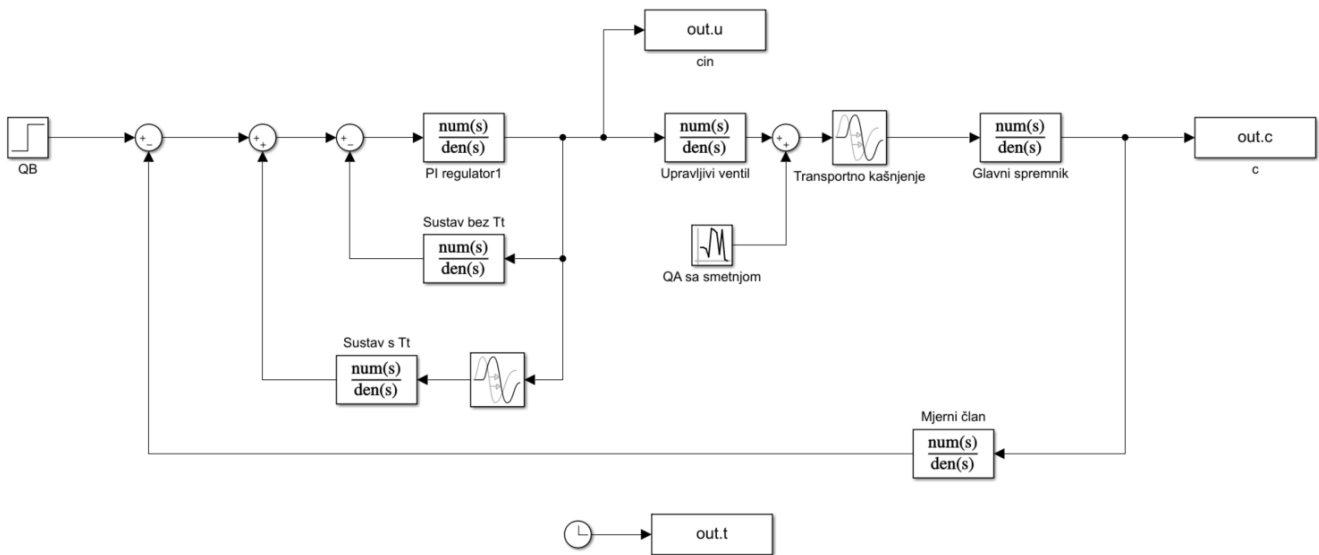 out.u
cin
QB
+
−
+
+
+
−
num(s)
den(s)
PI regulator1
num(s)
den(s)
Upravljivi ventil
+
+
Transportno kašnjenje
num(s)
den(s)
Glavni spremnik
out.c
c
Sustav bez Tt
num(s)
den(s)
QA sa smetnjom
Sustav s Tt
num(s)
den(s)
Mjerni član
num(s)
den(s)
out.t